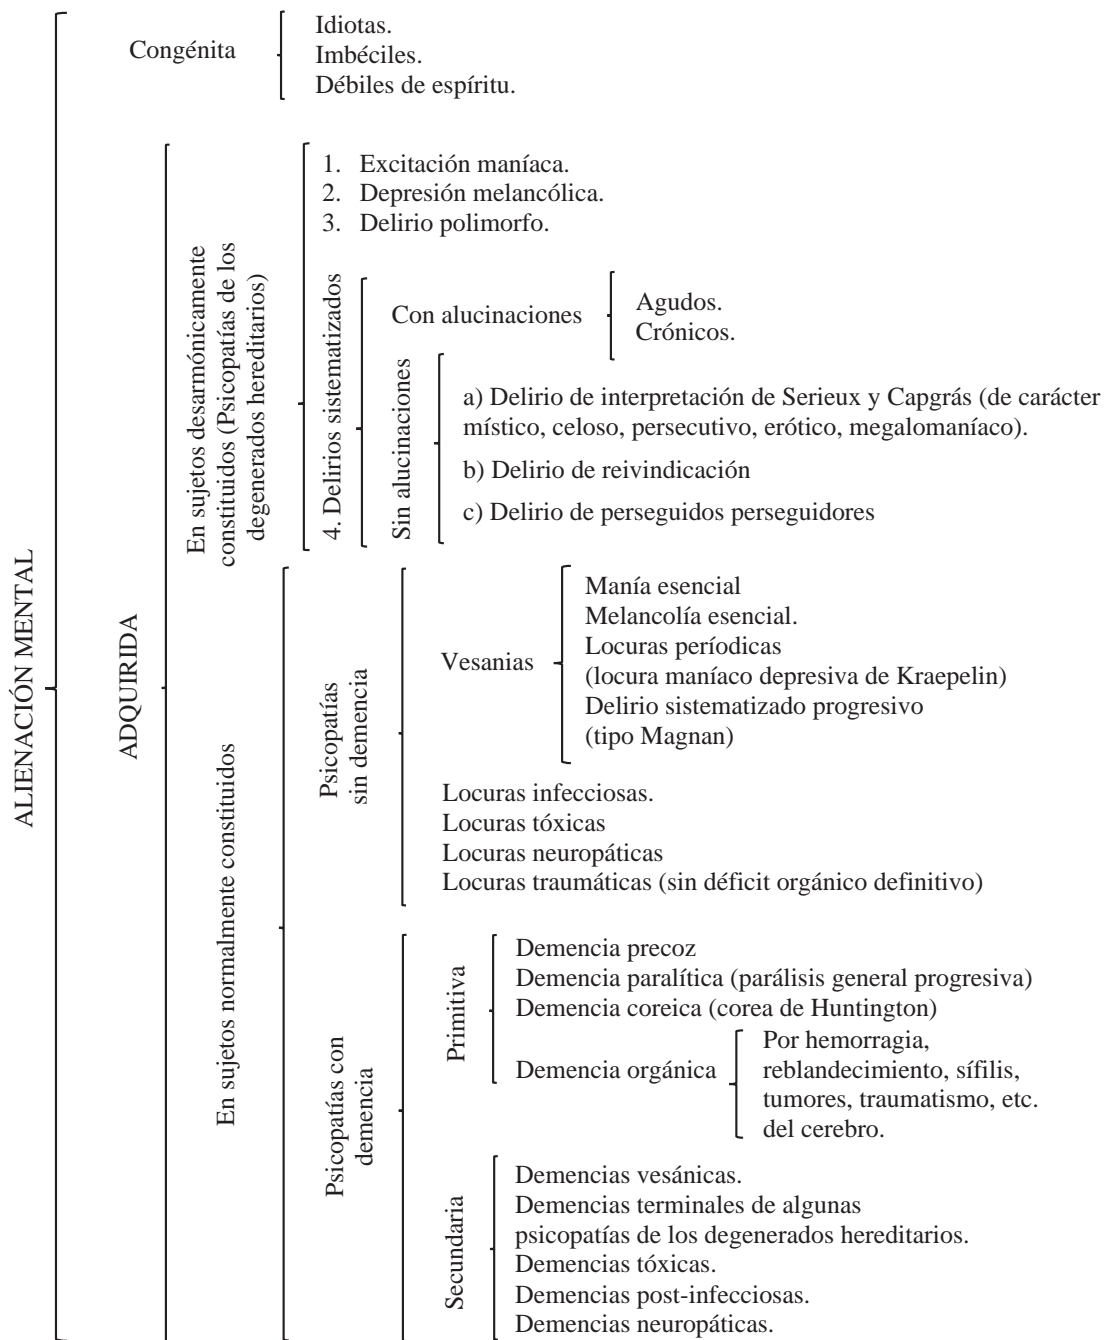 ALIENACIÓN MENTAL
Congénita
Idiotas.
Imbéciles.
Débiles de espíritu.
ADQUIRIDA
En sujetos desarmónicamente
constituidos (Psicopatías de los
degenerados hereditarios)
1. Excitación maníaca.
2. Depresión melancólica.
3. Delirio polimorfo.
4. Delirios sistematizados
Con alucinaciones
Agudos.
Crónicos.
Sin alucinaciones
a) Delirio de interpretación de Serieux y Capgrás (de carácter
místico, celoso, persecutivo, erótico, megalomaníaco).
b) Delirio de reivindicación
c) Delirio de perseguidos perseguidores
En sujetos normalmente constituidos
Psicopatías
sin demencia
Vesanias
Manía esencial
Melancolía esencial.
Locuras períodicas
(locura maníaco depresiva de Kraepelin)
Delirio sistematizado progresivo
(tipo Magnan)
Locuras infecciosas.
Locuras tóxicas
Locuras neuropáticas
Locuras traumáticas (sin déficit orgánico definitivo)
Psicopatías con
demencia
Primitiva
Demencia precoz
Demencia paralítica (parálisis general progresiva)
Demencia coreica (corea de Huntington)
Demencia orgánica
Por hemorragia,
reblandecimiento, sífilis,
tumores, traumatismo, etc.
del cerebro.
Secundaria
Demencias vesánicas.
Demencias terminales de algunas
psicopatías de los degenerados hereditarios.
Demencias tóxicas.
Demencias post-infecciosas.
Demencias neuropáticas.